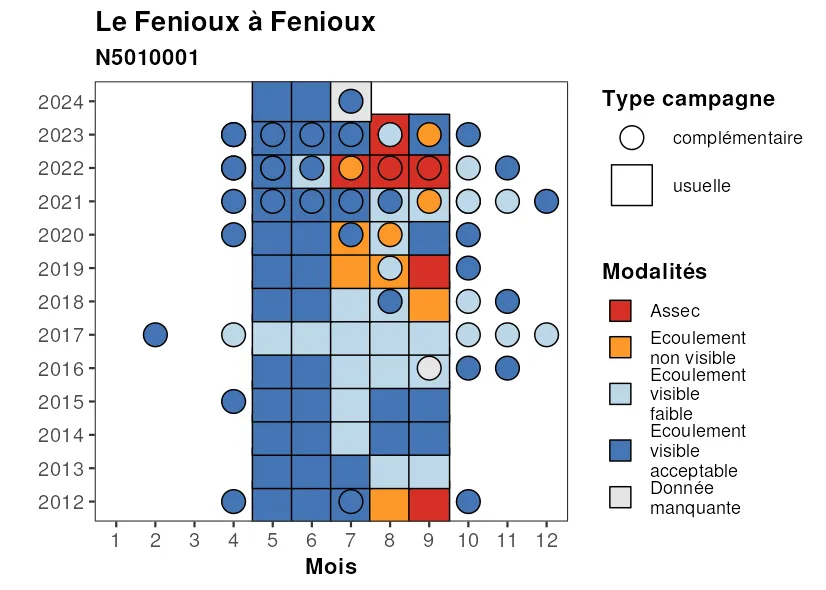 Le Fenioux à Fenioux
N5010001
2024
2023
2022
2021
2020
2019
2018
2017
2016
2015
2014
2013
2012
1 2 3 4 5 6 7 8 9 10 11 12
Mois
Type campagne
complémentaire
usuelle
Modalités
Assec
Ecoulement
non visible
Ecoulement
visible
faible
Ecoulement
visible
acceptable
Donnée
manquante